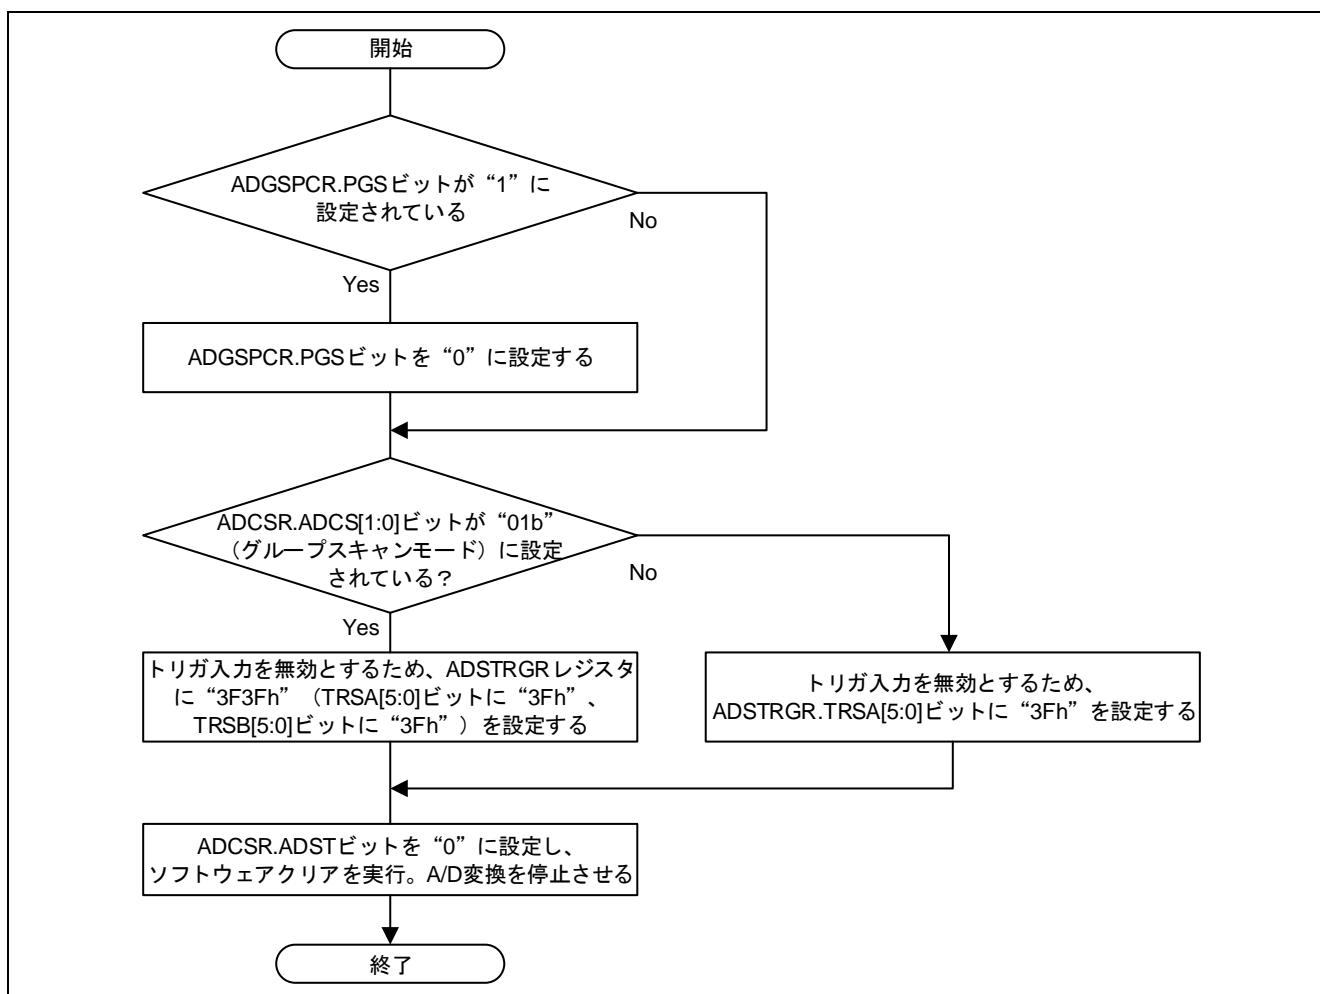 開始
ADGSPCR.PGSビットが“1”に
設定されている
No
Yes
ADGSPCR.PGSビットを“0”に設定する
ADCSR.ADCS[1:0]ビットが“01b”
（グループスキャンモード）に設定
されている？
No
Yes
トリガ入力を無効とするため、ADSTRGRレジスタ
に“3F3Fh”（TRSA[5:0]ビットに“3Fh”、
TRSB[5:0]ビットに“3Fh”）を設定する
トリガ入力を無効とするため、
ADSTRGR.TRSA[5:0]ビットに“3Fh”を設定する
ADCSR.ADSTビットを“0”に設定し、
ソフトウェアクリアを実行。A/D変換を停止させる
終了